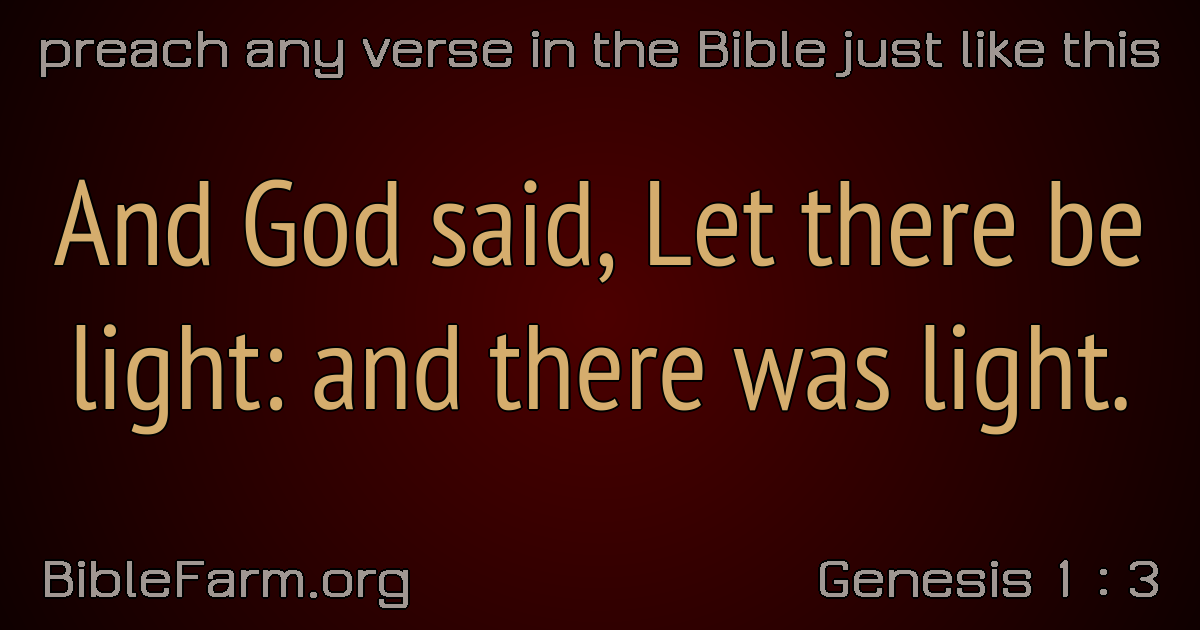 preach any verse in the Bible just like this
And God said, Let there be
light: and there was light.
BibleFarm.org
Genesis 1 : 3